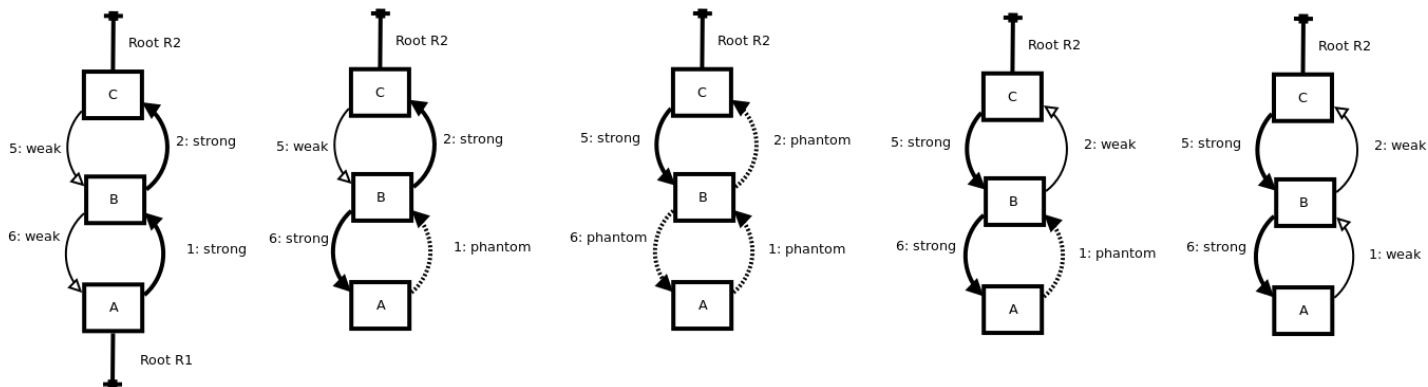 Root R2
C
5: weak
2: strong
B
6: weak
1: strong
A
Root R1
Root R2
C
5: weak
2: strong
B
6: strong
1: phantom
A
Root R2
C
5: strong
2: phantom
B
6: phantom
1: phantom
A
Root R2
C
5: strong
2: weak
B
6: strong
1: phantom
A
Root R2
C
5: strong
2: weak
B
6: strong
1: weak
A